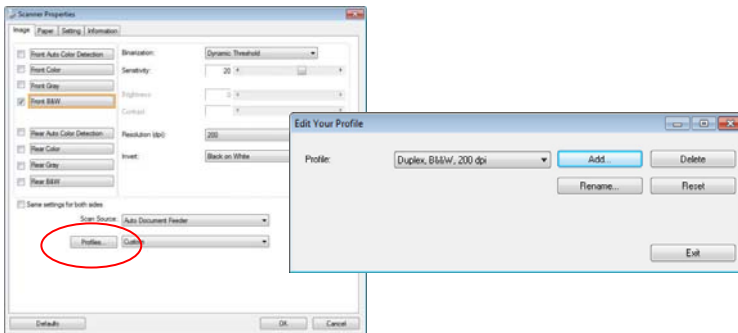 Scanner Properties
Image Paper Setting Information
Front Auto Color Detection
Front Color
Front Gray
Front B&W
Rear Auto Color Detection
Rear Color
Rear Gray
Rear B&W
Binarization: Dynamic Threshold
Sensitivity: 20
Brightness: 0
Contrast:
Resolution (dpi): 200
Invert: Black on White
Same settings for both sides
Scan Source: Auto Document Feeder
Profiles... Custom
Defaults OK Cancel
Edit Your Profile
Profile: Duplex, B&W, 200 dpi Add... Delete
Rename... Reset
Exit